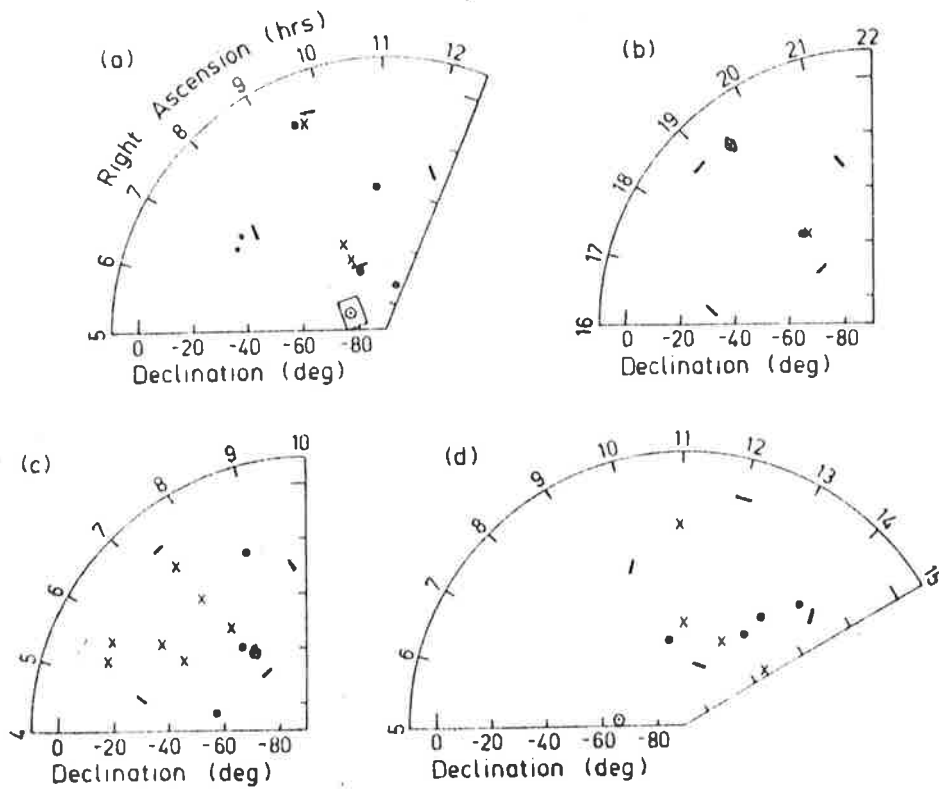 (a)
Right Ascension (hrs)
5 6 7 8 9 10 11 12
0 -20 -40 -60 -80
Declination (deg)
(b)
16 17 18 19 20 21 22
0 -20 -40 -60 -80
Declination (deg)
(c)
4 5 6 7 8 9 10
0 -20 -40 -60 -80
Declination (deg)
(d)
5 6 7 8 9 10 11 12 13 14 15
0 -20 -40 -60 -80
Declination (deg)